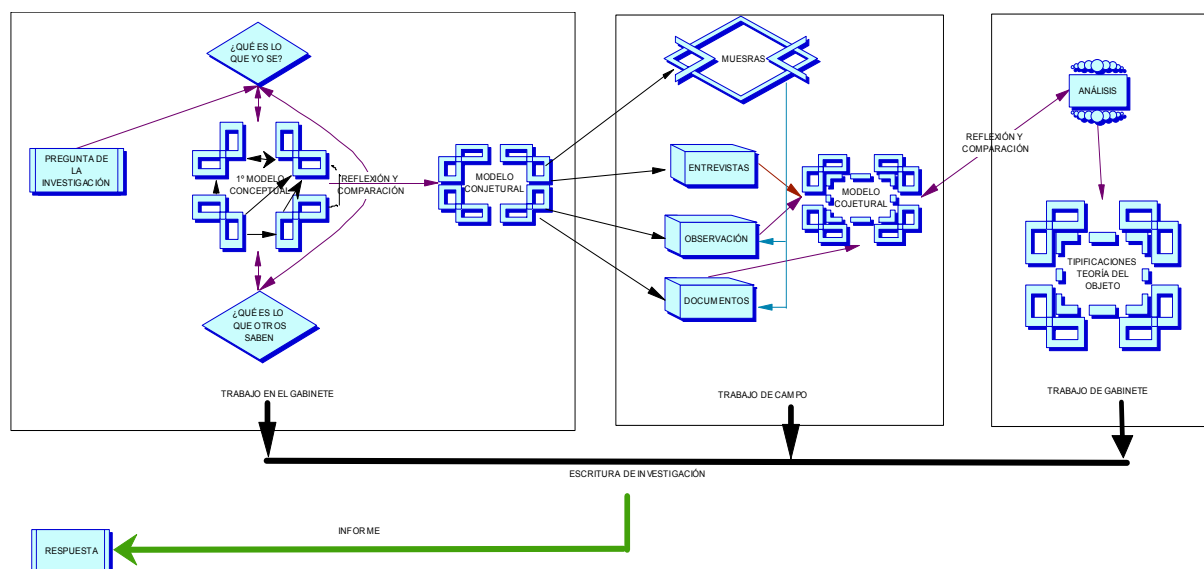 ¿QUÉ ES LO
QUE YO SE?
PREGUNTA DE
LA
INVESTIGACIÓN
1º MODELO
CONCEPTUAL
REFLEXIÓN Y
COMPARACIÓN
¿QUÉ ES LO
QUE OTROS
SABEN
MODELO
CONJETURAL
TRABAJO EN EL GABINETE
MUESRAS
ENTREVISTAS
OBSERVACIÓN
DOCUMENTOS
MODELO
COJETURAL
TRABAJO DE CAMPO
REFLEXIÓN Y
COMPARACIÓN
ANÁLISIS
TIPIFICACIONES
TEORÍA DEL
OBJETO
TRABAJO DE GABINETE
ESCRITURA DE INVESTIGACIÓN
INFORME
RESPUESTA